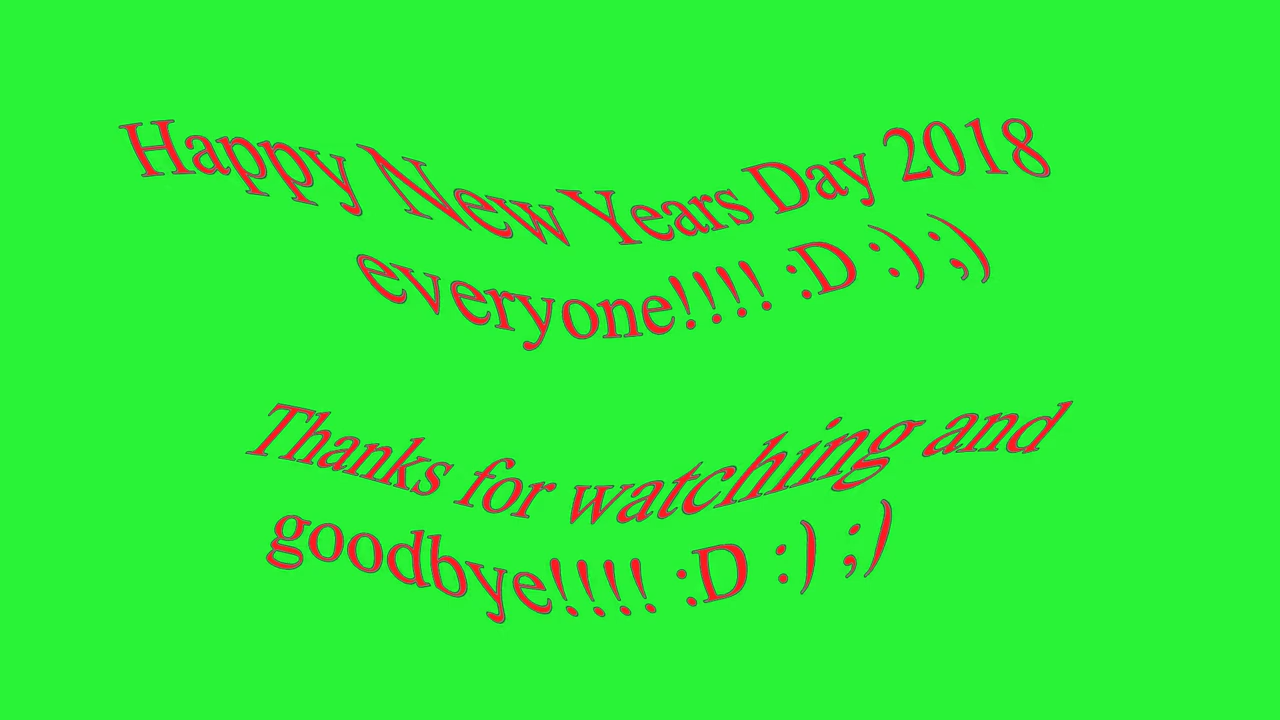 Happy New Years Day 2018
everyone!!!! :D :) ;)
Thanks for watching and
goodbye!!!! :D :) ;)